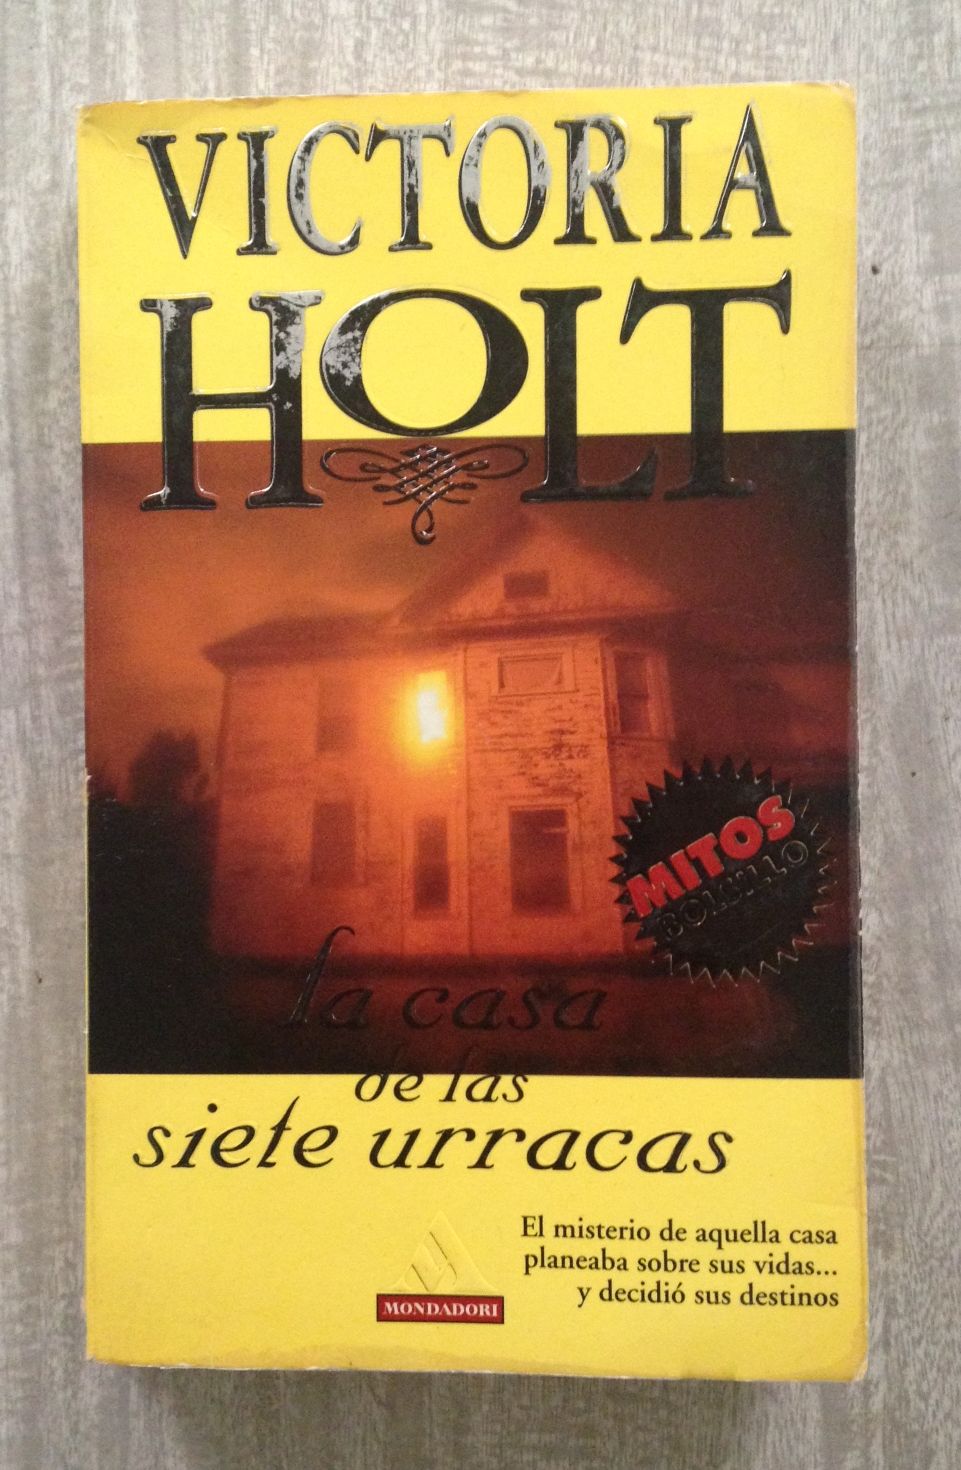 VICTORIA
HOLT
MITOS
BOLSILLO
la casa
de las
siete urracas
El misterio de aquella casa
planeaba sobre sus vidas...
y decidió sus destinos
MONDADORI